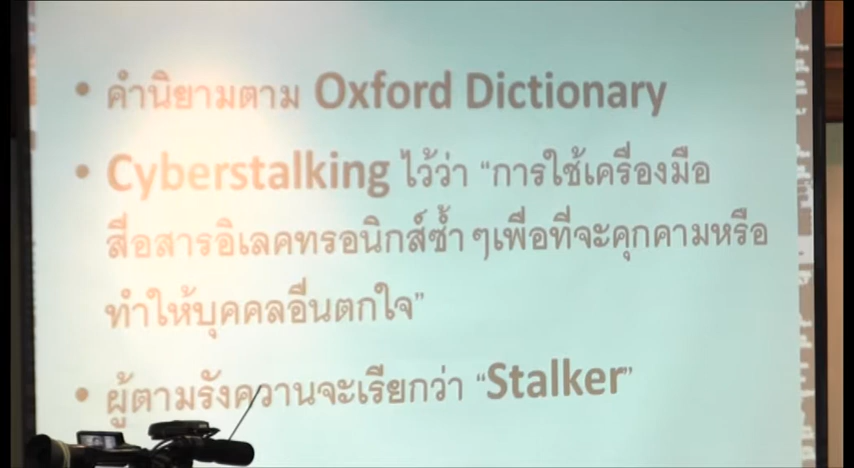 • คำนิยามตาม Oxford Dictionary
• Cyberstalking ไว้ว่า “การใช้เครื่องมือ
สื่อสารอิเลคทรอนิกส์ซ้ำ ๆเพื่อที่จะคุกคามหรือ
ทำให้บุคคลอื่นตกใจ”
• ผู้ตามรังควานจะเรียกว่า “Stalker”